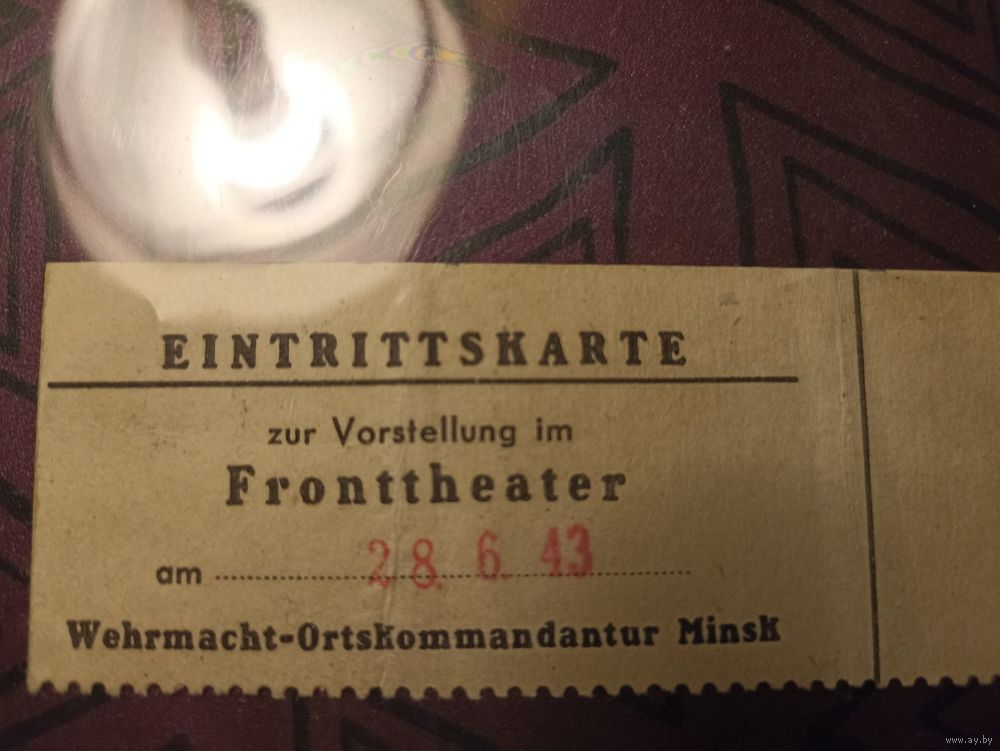 EINTRITTSKARTE
zur Vorstellung im
Fronttheater
am 28. 6. 43
Wehrmacht-Ortskommandantur Minsk
www.ay.by